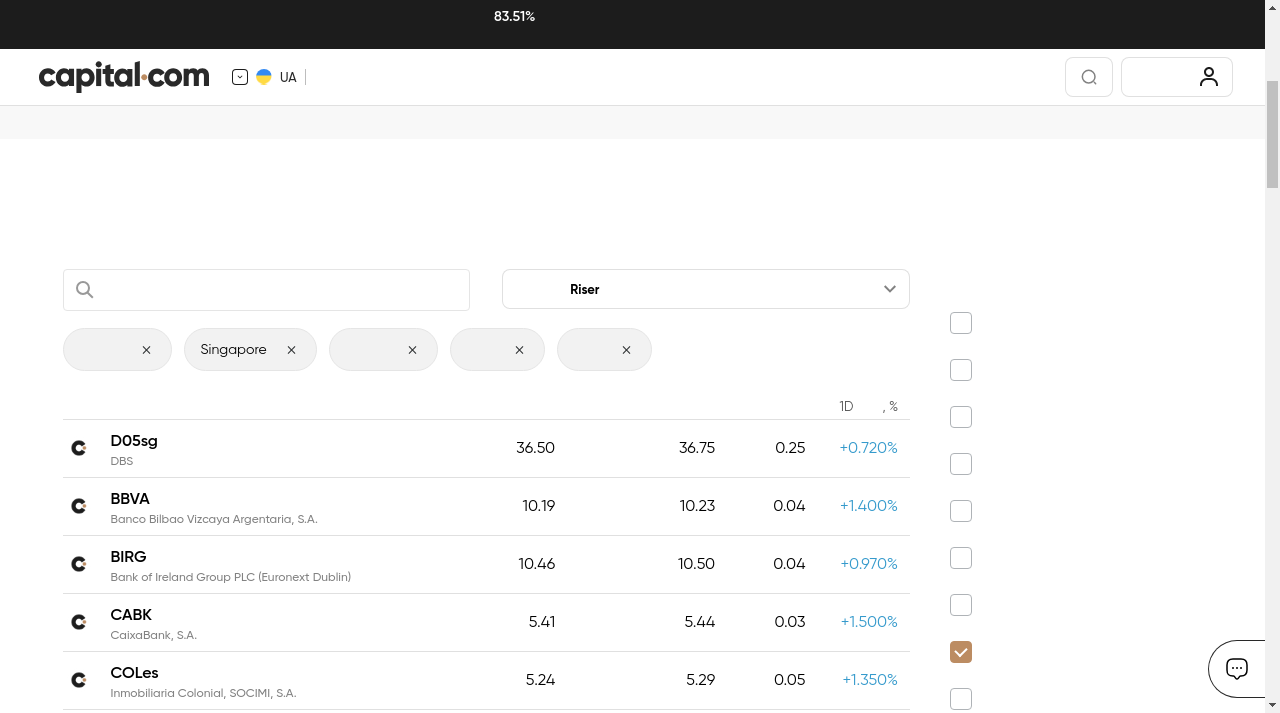 83.51%
capital.com
UA
Riser
Singapore
1D , %
D05sg
DBS
36.50 36.75 0.25 +0.720%
BBVA
Banco Bilbao Vizcaya Argentaria, S.A.
10.19 10.23 0.04 +1.400%
BIRG
Bank of Ireland Group PLC (Euronext Dublin)
10.46 10.50 0.04 +0.970%
CABK
CaixaBank, S.A.
5.41 5.44 0.03 +1.500%
COLes
Inmobiliaria Colonial, SOCIMI, S.A.
5.24 5.29 0.05 +1.350%